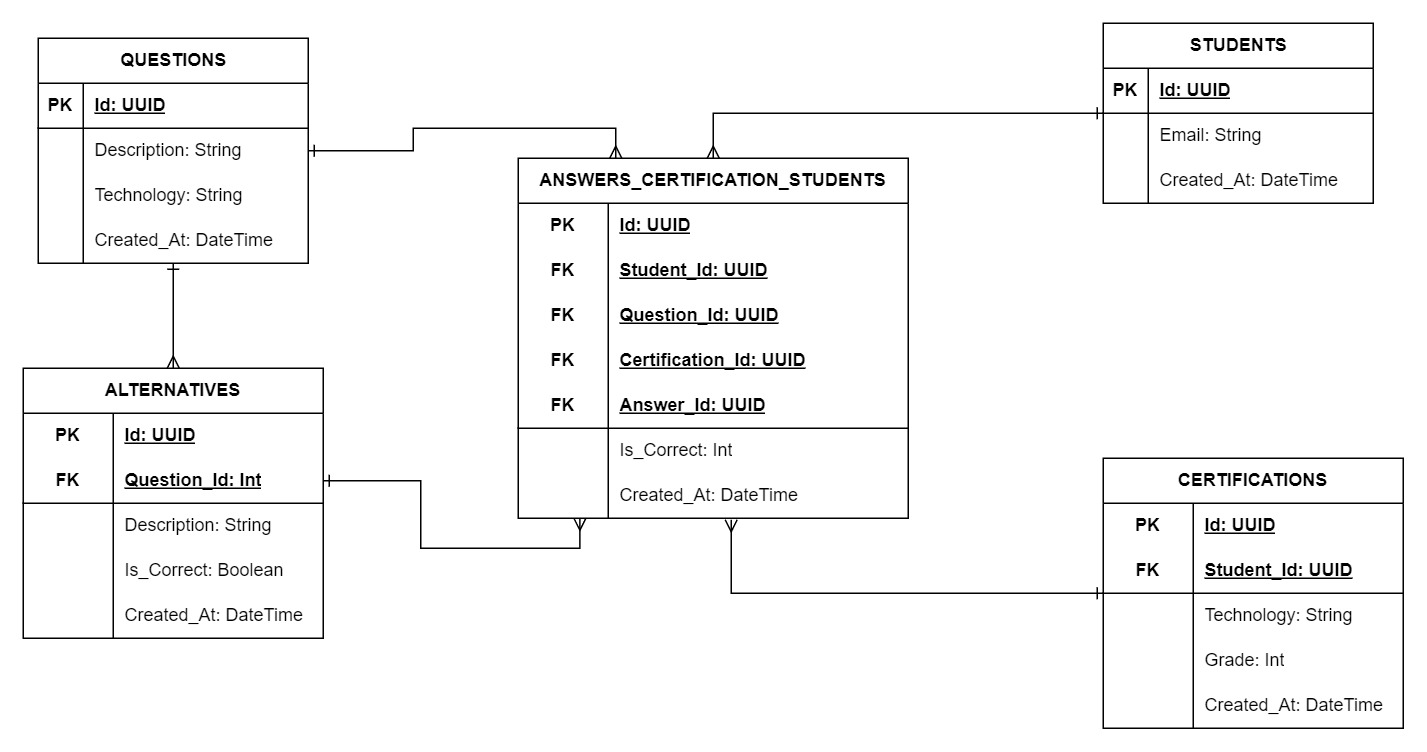 QUESTIONS
PK Id: UUID
Description: String
Technology: String
Created_At: DateTime
STUDENTS
PK Id: UUID
Email: String
Created_At: DateTime
ANSWERS_CERTIFICATION_STUDENTS
PK Id: UUID
FK Student_Id: UUID
FK Question_Id: UUID
FK Certification_Id: UUID
FK Answer_Id: UUID
Is_Correct: Int
Created_At: DateTime
ALTERNATIVES
PK Id: UUID
FK Question_Id: Int
Description: String
Is_Correct: Boolean
Created_At: DateTime
CERTIFICATIONS
PK Id: UUID
FK Student_Id: UUID
Technology: String
Grade: Int
Created_At: DateTime